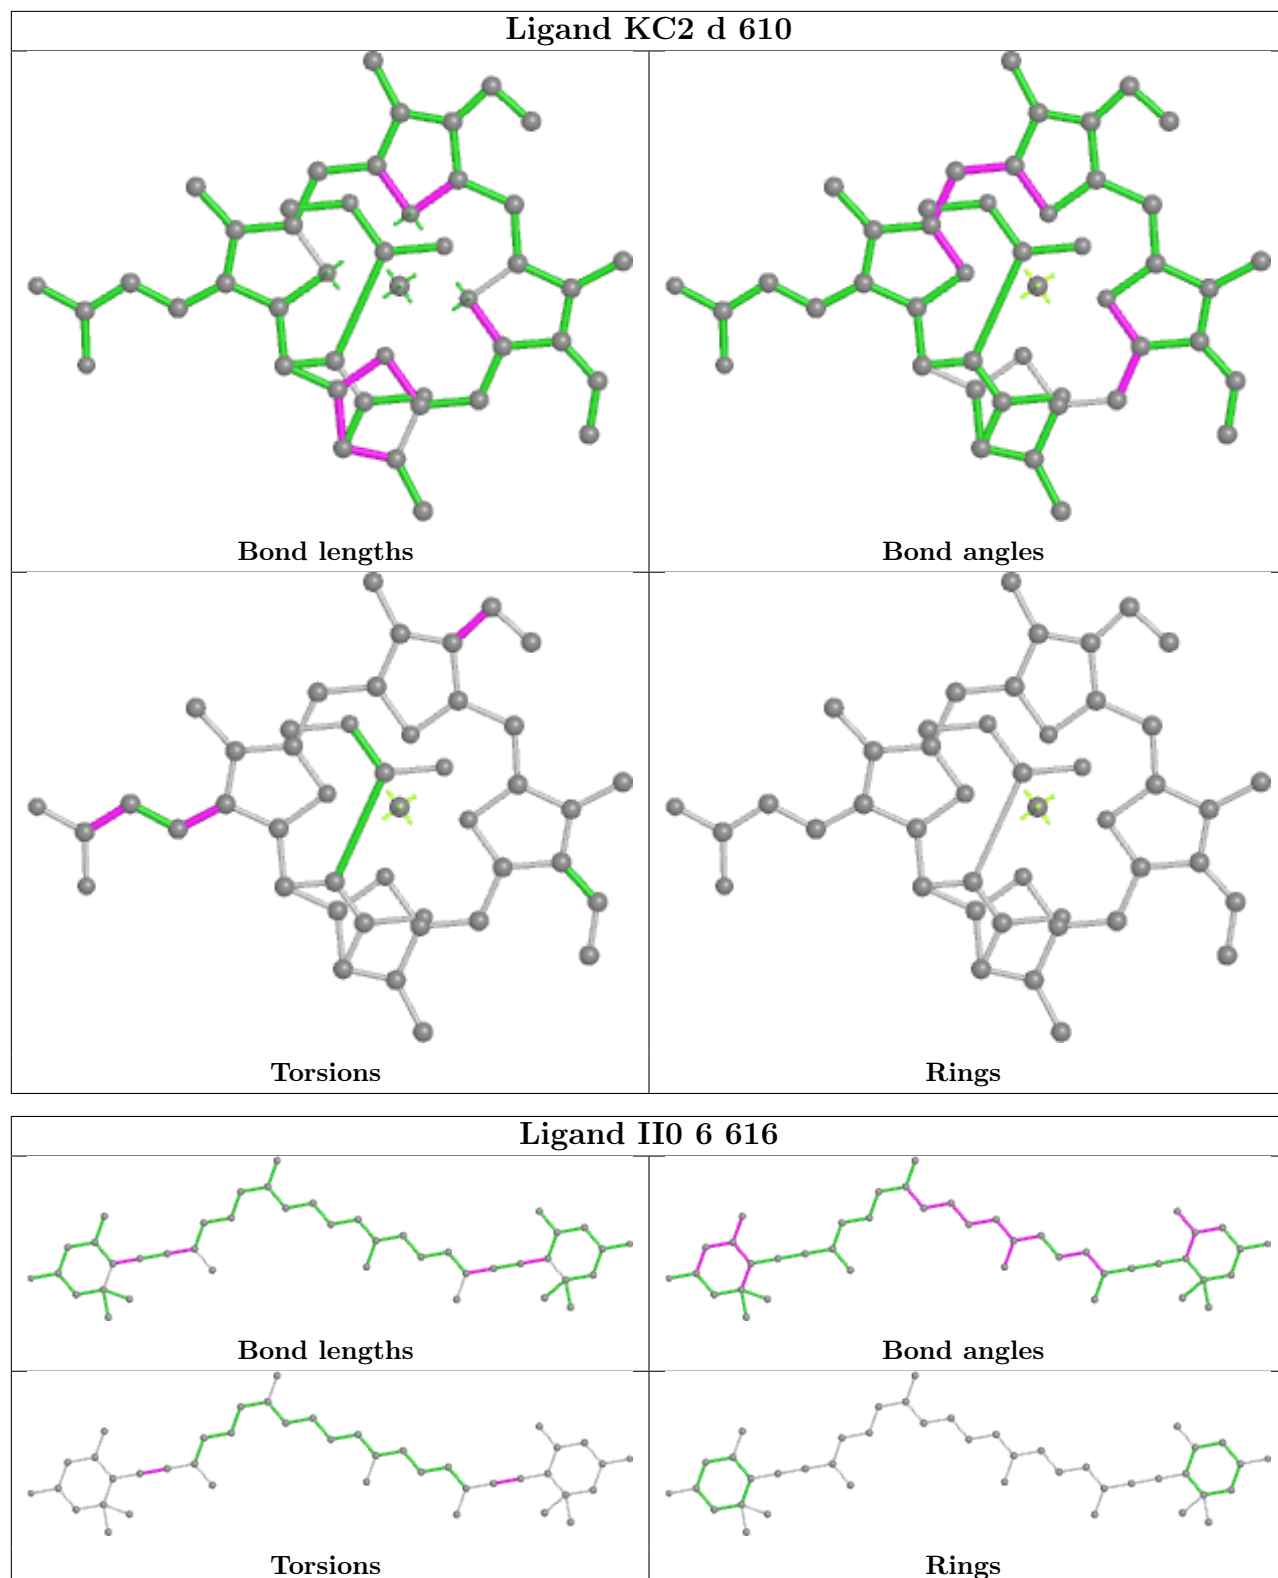 Ligand KC2 d 610
Bond lengths
Bond angles
Torsions
Rings
Ligand II0 6 616
Bond lengths
Bond angles
Torsions
Rings